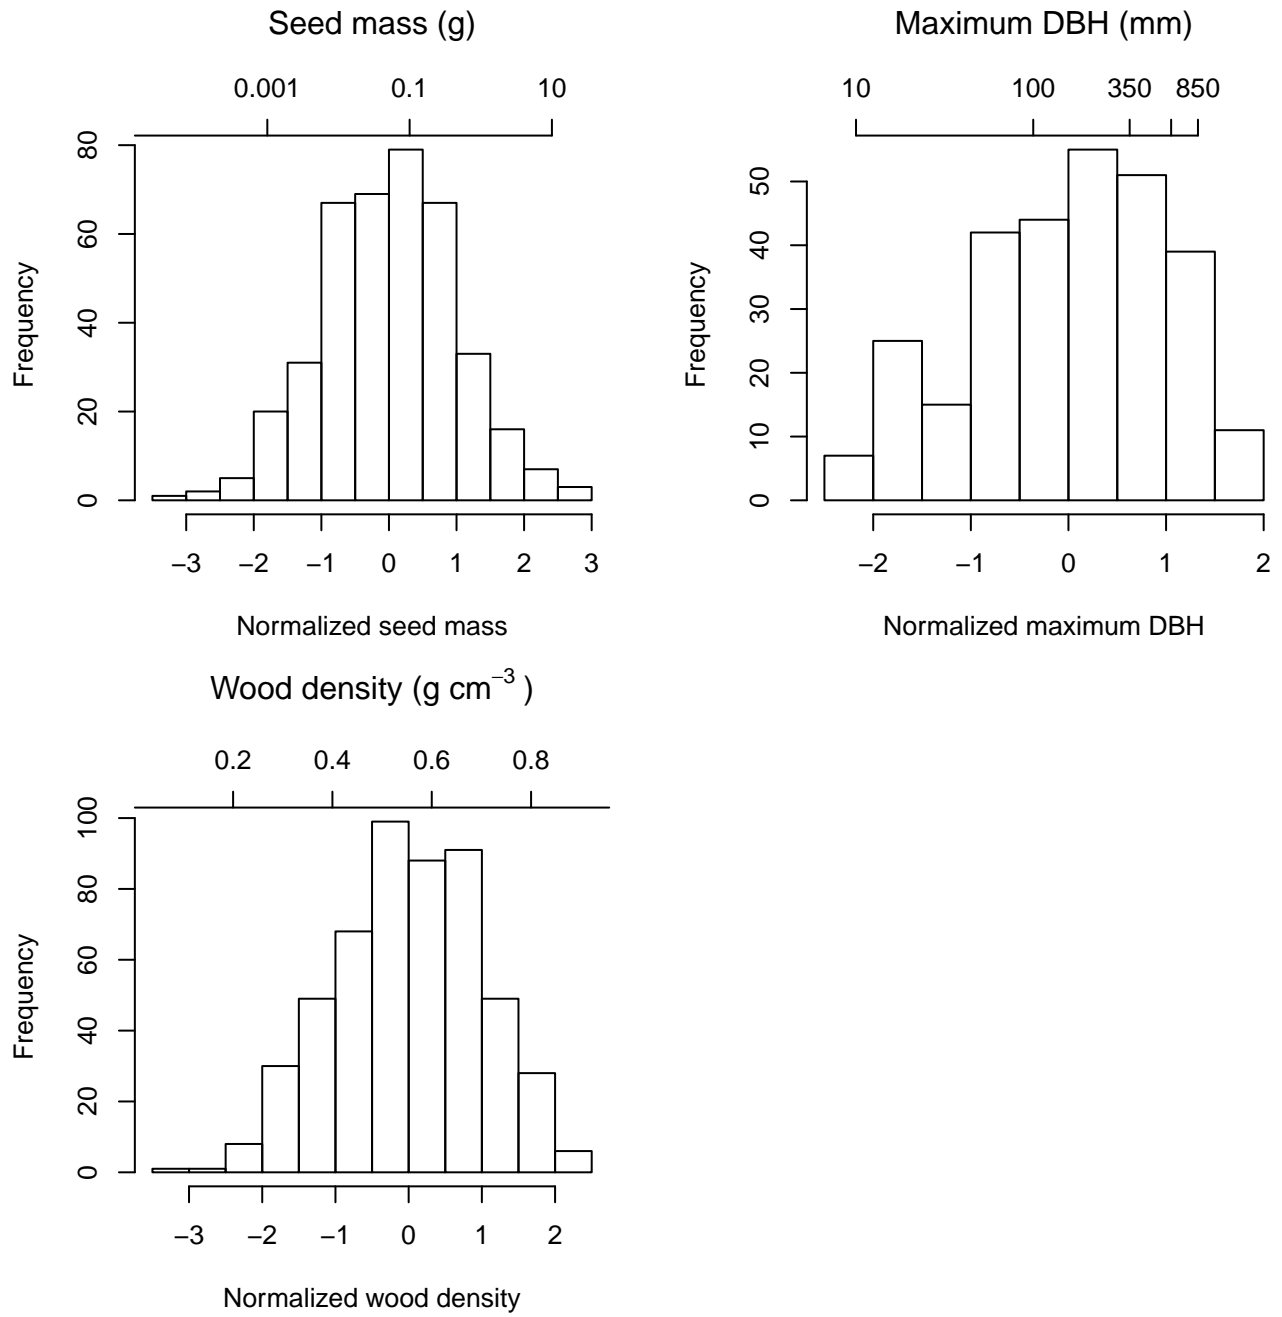 Seed mass (g)
0.001 0.1 10
80
60
40
20
0
Frequency
−3 −2 −1 0 1 2 3
Normalized seed mass
Maximum DBH (mm)
10 100 350 850
50
40
30
20
10
0
Frequency
−2 −1 0 1 2
Normalized maximum DBH
Wood density (g cm⁻³ )
0.2 0.4 0.6 0.8
100
80
60
40
20
0
Frequency
−3 −2 −1 0 1 2
Normalized wood density